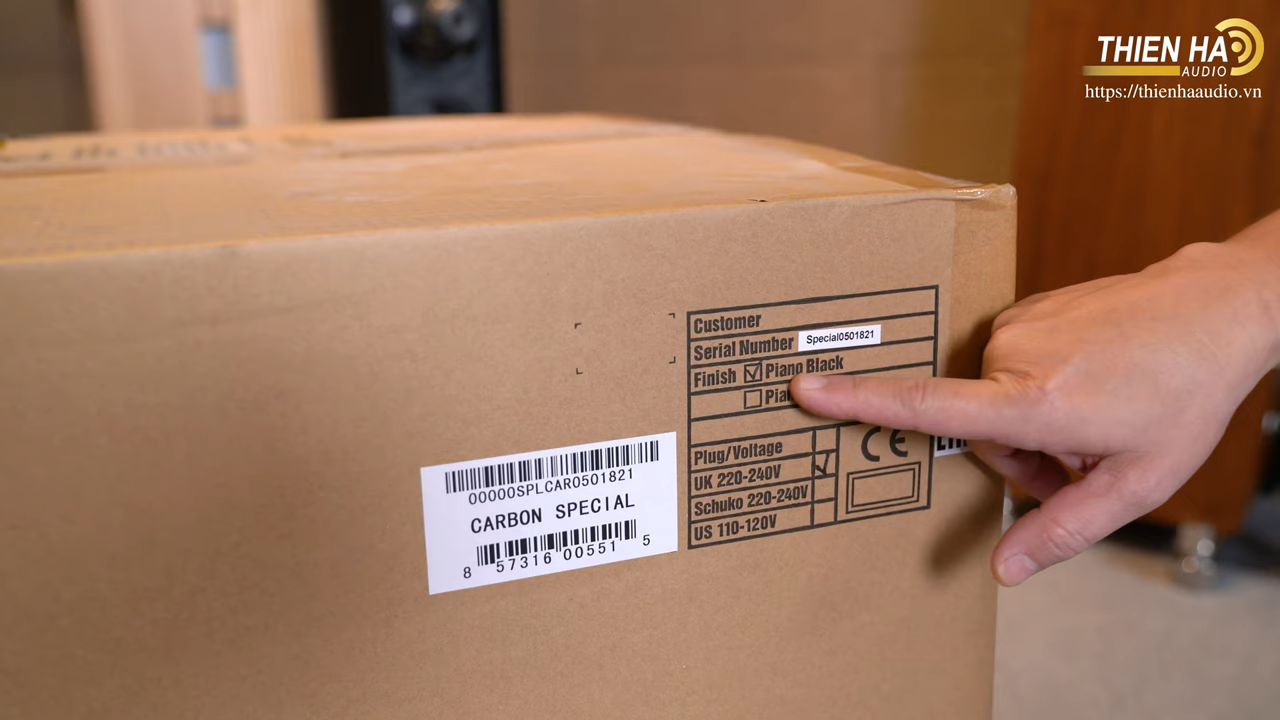 THIEN HA
AUDIO
https://thienhaaudio.vn
Customer
Serial Number Special0501821
Finish Piano Black
Plug/Voltage
UK 220-240V
Schuko 220-240V
US 110-120V
CE
00000SPLCAR0501821
CARBON SPECIAL
8 57316 00551 5